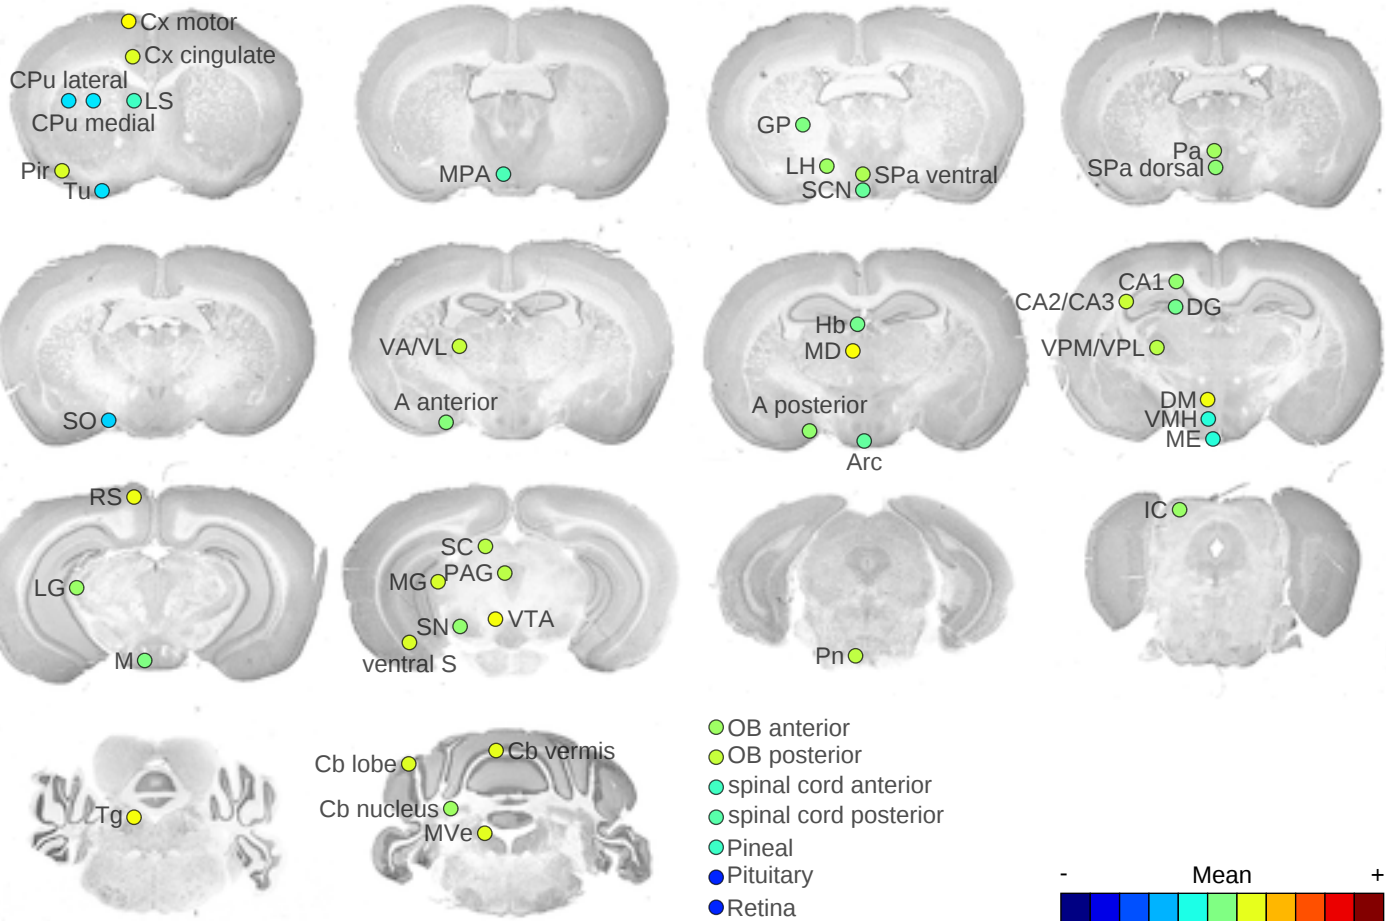 Cx motor
Cx cingulate
CPu lateral
LS
CPu medial
Pir
Tu
MPA
GP
LH
SPa ventral
SCN
Pa
SPa dorsal
SO
VA/VL
A anterior
Hb
MD
A posterior
Arc
CA1
CA2/CA3
DG
VPM/VPL
DM
VMH
ME
RS
LG
M
SC
PAG
MG
VTA
SN
ventral S
Pn
IC
Tg
Cb lobe
Cb vermis
Cb nucleus
MVe
OB anterior
OB posterior
spinal cord anterior
spinal cord posterior
Pineal
Pituitary
Retina
- Mean +